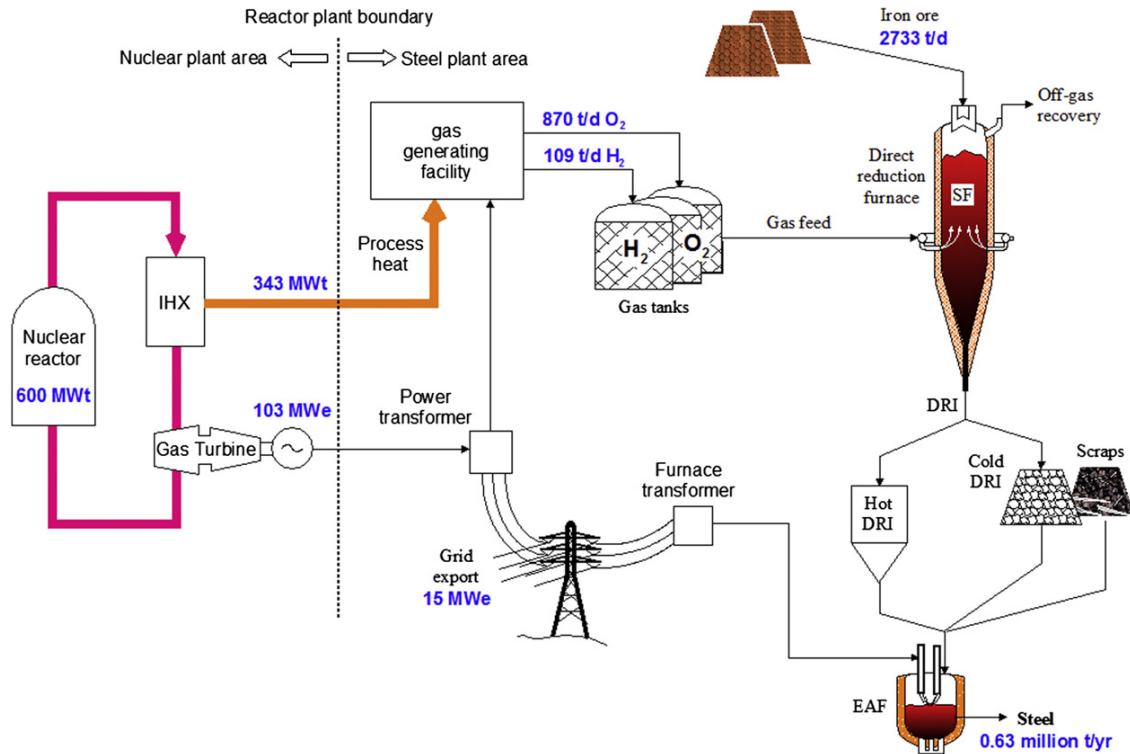 Reactor plant boundary
Nuclear plant area
Steel plant area
Iron ore
2733 t/d
Off-gas
recovery
gas
generating
facility
870 t/d O₂
109 t/d H₂
Direct
reduction
furnace
SF
Process
heat
H₂
O₂
Gas feed
Gas tanks
IHX
343 MWt
Nuclear
reactor
600 MWt
103 MWe
Gas Turbine
Power
transformer
DRI
Furnace
transformer
Hot
DRI
Cold
DRI
Scraps
Grid
export
15 MWe
EAF
Steel
0.63 million t/yr